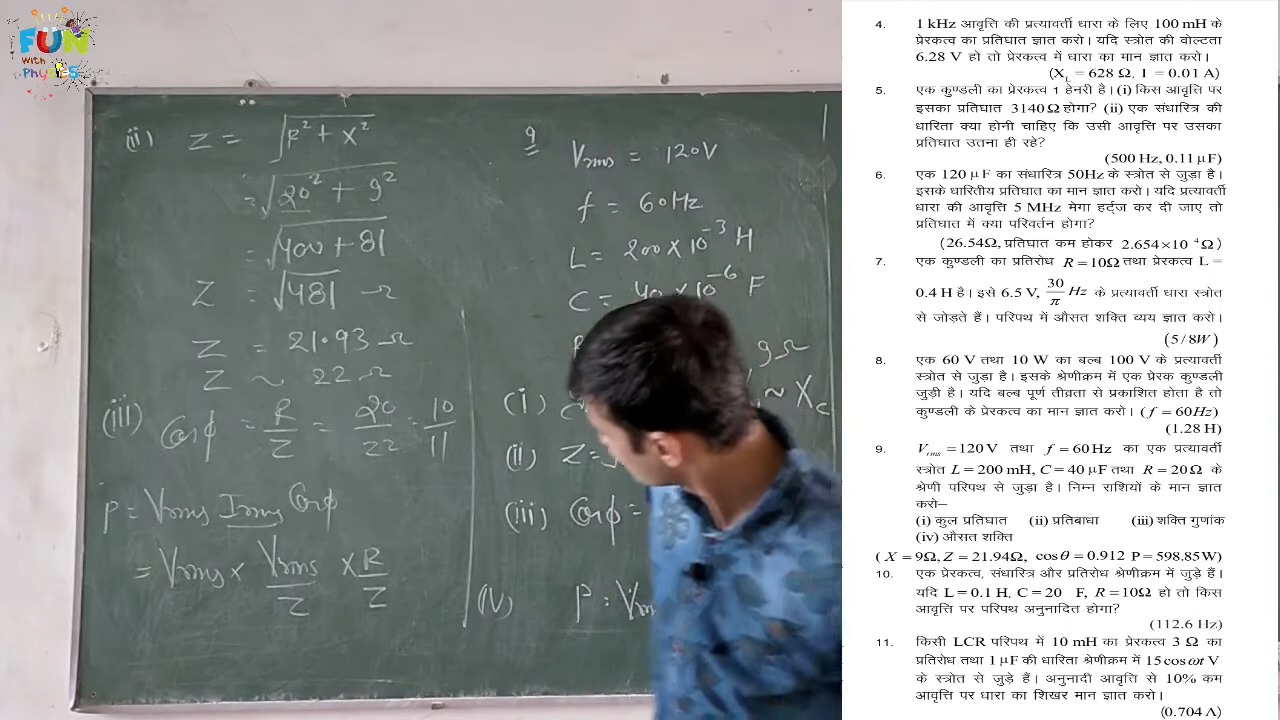 FUN
With
Physics
(ii) Z = √R² + X²
= √20² + 9²
= √400 + 81
Z = √481 Ω
Z = 21.93 Ω
Z ~ 22 Ω
(iii) Cosφ = R/Z = 20/22 = 10/11
P = Vrms Irms Cosφ
= Vrms × Vrms/Z × R/Z
9
Vrms = 120V
f = 60Hz
L = 200 × 10⁻³ H
C = 40 × 10⁻⁶ F
9Ω
(i) ~ Xc
(ii) Z =
(iii) Cosφ =
(iv) P =
4. 1 kHz आवृत्ति की प्रत्यावर्ती धारा के लिए 100 mH के
प्रेरकत्व का प्रतिघात ज्ञात करो। यदि स्त्रोत की वोल्टता
6.28 V हो तो प्रेरकत्व में धारा का मान ज्ञात करो।
(X_L = 628 Ω, I = 0.01 A)
5. एक कुण्डली का प्रेरकत्व 1 हेनरी है। (i) किस आवृत्ति पर
इसका प्रतिघात 3140 Ω होगा? (ii) एक संधारित्र की
धारिता क्या होनी चाहिए कि उसी आवृत्ति पर उसका
प्रतिघात उतना ही रहे?
(500 Hz, 0.11 μF)
6. एक 120 μF का संधारित्र 50Hz के स्त्रोत से जुड़ा है।
इसके धारितीय प्रतिघात का मान ज्ञात करो। यदि प्रत्यावर्ती
धारा की आवृत्ति 5 MHz मेगा हर्ट्ज कर दी जाए तो
प्रतिघात में क्या परिवर्तन होगा?
(26.54Ω, प्रतिघात कम होकर 2.654×10 ⁴Ω)
7. एक कुण्डली का प्रतिरोध R = 10Ω तथा प्रेरकत्व L =
0.4 H है। इसे 6.5 V, 30/π Hz के प्रत्यावर्ती धारा स्त्रोत
से जोड़ते हैं। परिपथ में औसत शक्ति व्यय ज्ञात करो।
(5/8W)
8. एक 60 V तथा 10 W का बल्ब 100 V के प्रत्यावर्ती
स्त्रोत से जुडा है। इसके श्रेणीक्रम में एक प्रेरक कुण्डली
जुड़ी है। यदि बल्ब पूर्ण तीव्रता से प्रकाशित होता है तो
कुण्डली के प्रेरकत्व का मान ज्ञात करो। (f = 60Hz)
(1.28 H)
9. V_rms = 120 V तथा f = 60 Hz का एक प्रत्यावर्ती
स्त्रोत L = 200 mH, C = 40 μF तथा R = 20Ω के
श्रेणी परिपथ से जुड़ा है। निम्न राशियों के मान ज्ञात
करो–
(i) कुल प्रतिघात (ii) प्रतिबाधा (iii) शक्ति गुणांक
(iv) औसत शक्ति
(X = 9Ω, Z = 21.94Ω, cosθ = 0.912 P = 598.85W)
10. एक प्रेरकत्व, संधारित्र और प्रतिरोध श्रेणीक्रम में जुड़े हैं।
यदि L = 0.1 H, C = 20 F, R = 10Ω हो तो किस
आवृत्ति पर परिपथ अनुनादित होगा?
(112.6 Hz)
11. किसी LCR परिपथ में 10 mH का प्रेरकत्व 3 Ω का
प्रतिरोध तथा 1 μF की धारिता श्रेणीक्रम में 15 cos ωt V
के स्त्रोत से जुड़े हैं। अनुनादी आवृत्ति से 10% कम
आवृत्ति पर धारा का शिखर मान ज्ञात करो।
(0.704 A)